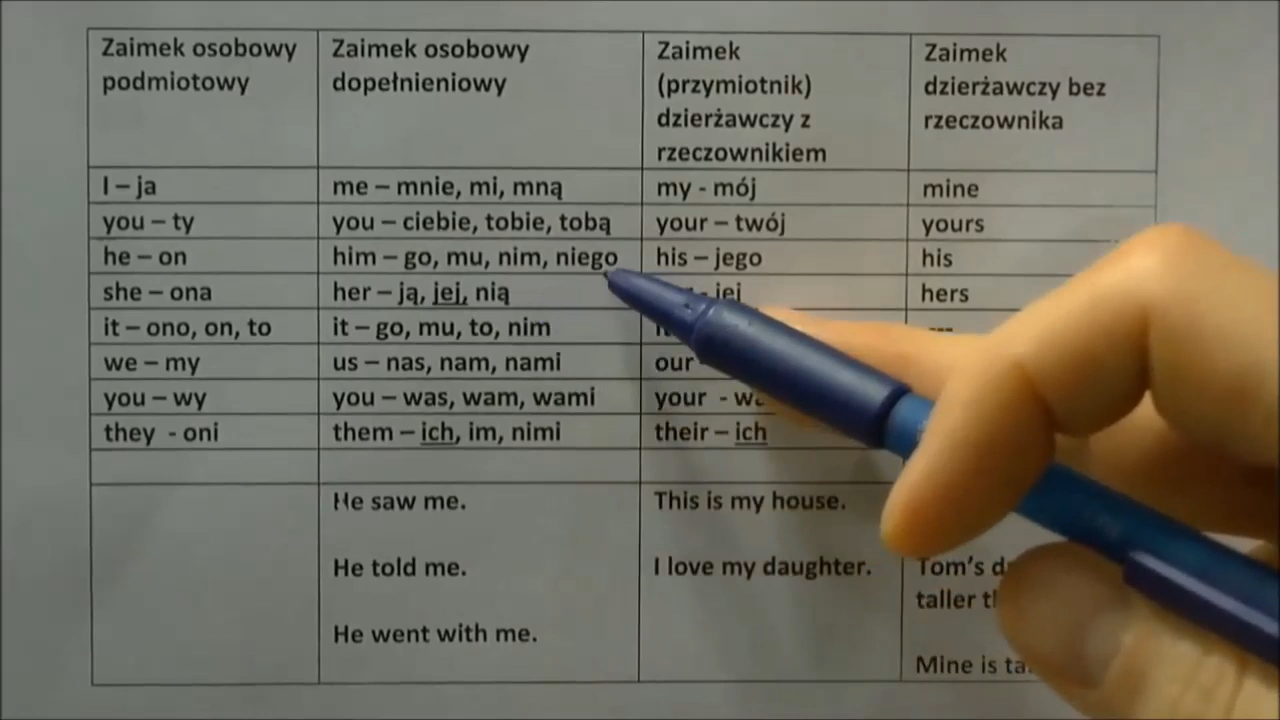 Zaimek osobowy
podmiotowy
Zaimek osobowy
dopełnieniowy
Zaimek
(przymiotnik)
dzierżawczy z
rzeczownikiem
Zaimek
dzierżawczy bez
rzeczownika
I – ja
me – mnie, mi, mną
my - mój
mine
you – ty
you – ciebie, tobie, tobą
your – twój
yours
he – on
him – go, mu, nim, niego
his – jego
his
she – ona
her – ją, jej, nią
- jej
hers
it – ono, on, to
it – go, mu, to, nim
---
we – my
us – nas, nam, nami
our
you – wy
you – was, wam, wami
your -
they - oni
them – ich, im, nimi
their – ich
He saw me.
This is my house.
He told me.
I love my daughter.
Tom's
taller
He went with me.
Mine is